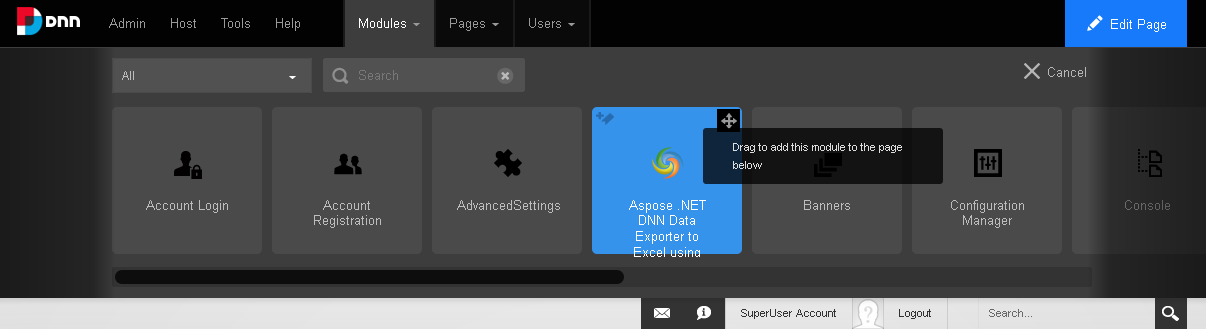 DNN Admin Host Tools Help Modules Pages Users Edit Page
All Search Cancel
Drag to add this module to the page
below
Account Login
Account
Registration
AdvancedSettings
Aspose .NET
DNN Data
Exporter to
Excel using
Banners
Configuration
Manager
Console
SuperUser Account Logout Search...